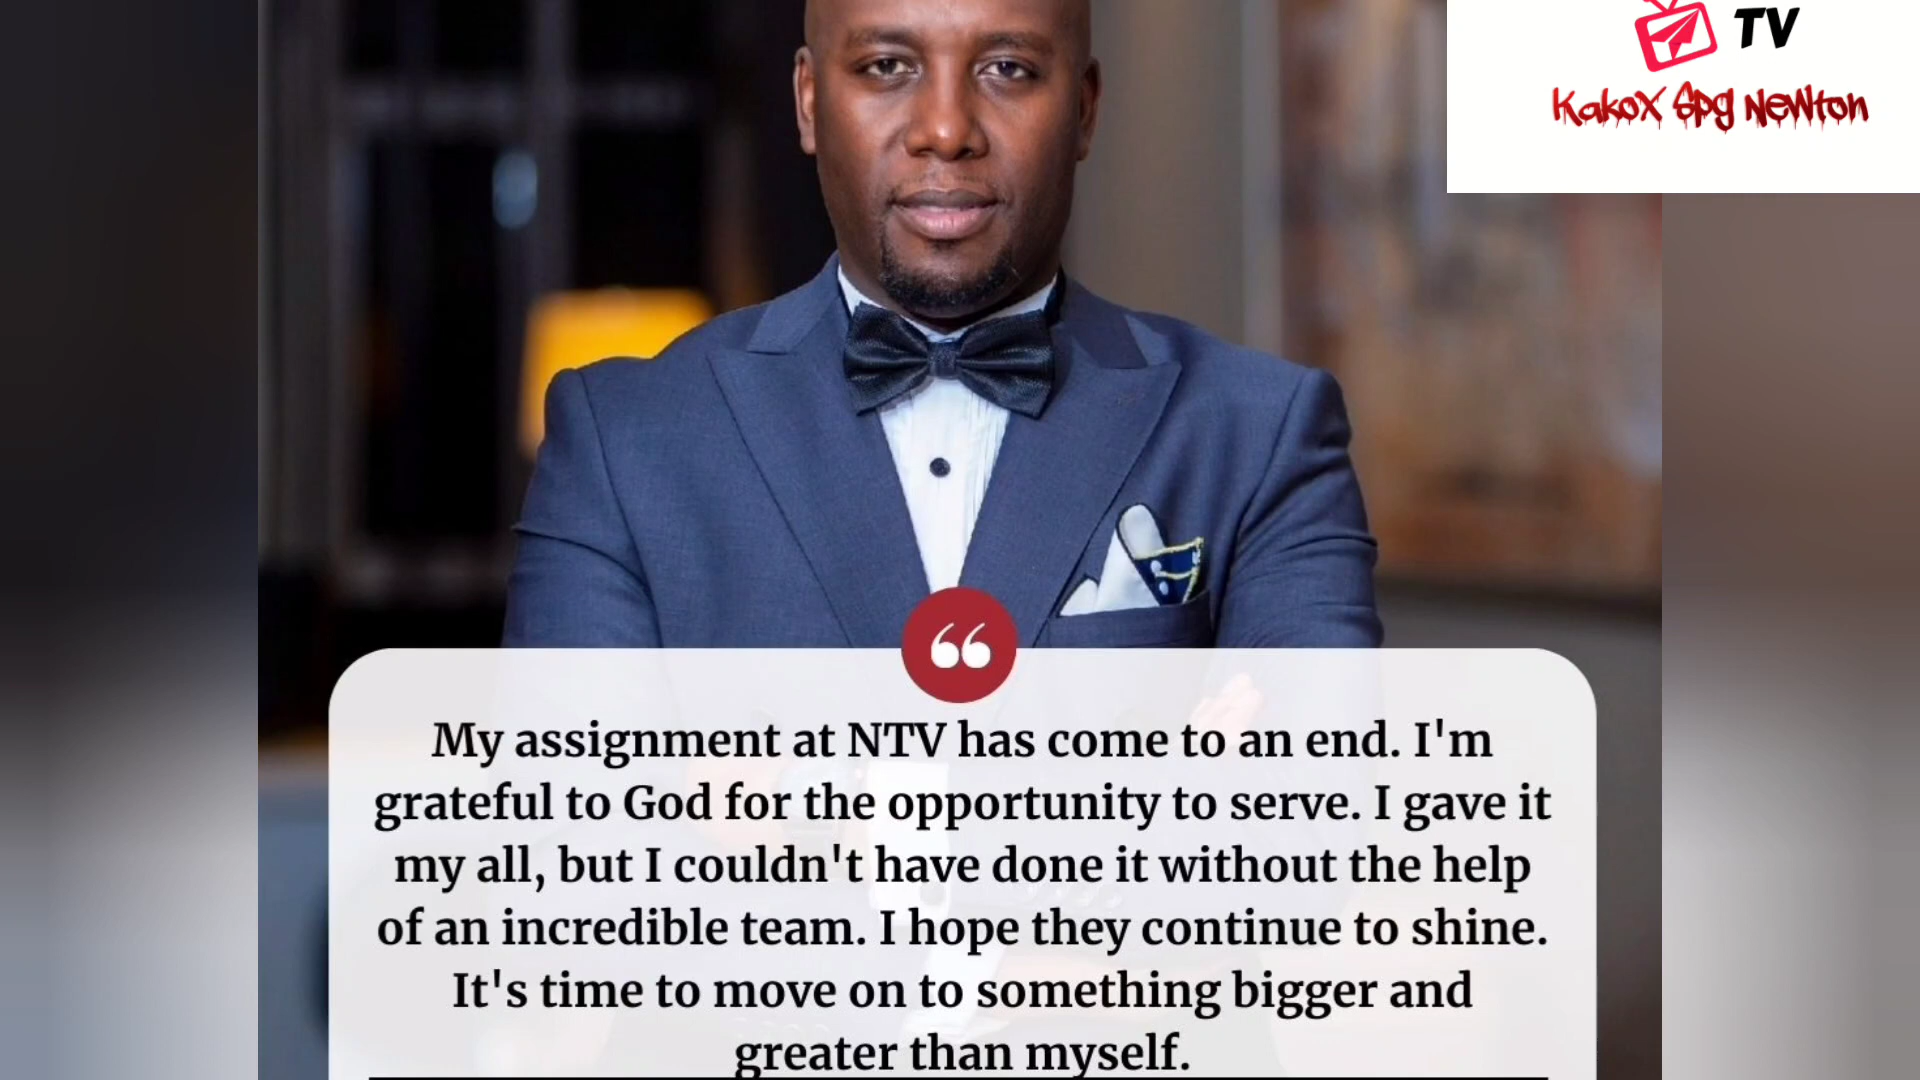 TV
KakoX Spg NeWton
“
My assignment at NTV has come to an end. I'm
grateful to God for the opportunity to serve. I gave it
my all, but I couldn't have done it without the help
of an incredible team. I hope they continue to shine.
It's time to move on to something bigger and
greater than myself.